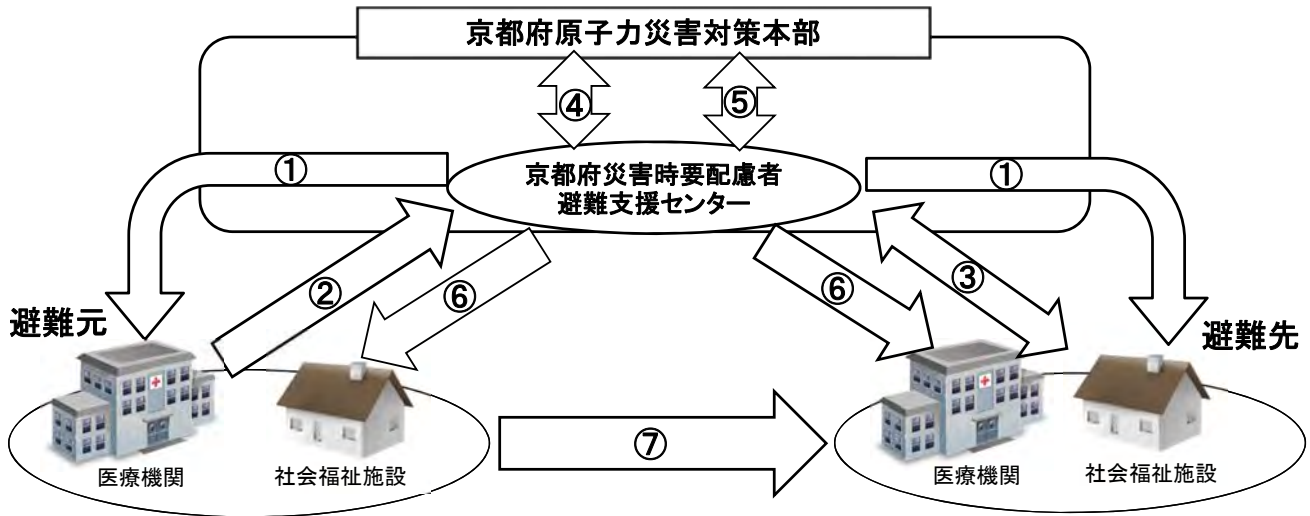 京都府原子力災害対策本部
④
⑤
京都府災害時要配慮者
避難支援センター
①
①
②
⑥
⑥
③
避難元
避難先
医療機関
社会福祉施設
⑦
医療機関
社会福祉施設